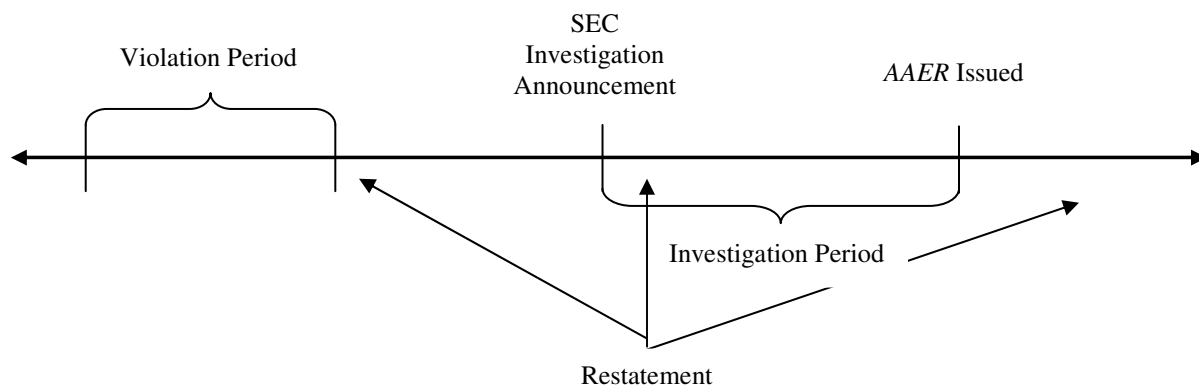 Violation Period
SEC
Investigation
Announcement
AAER Issued
Investigation Period
Restatement